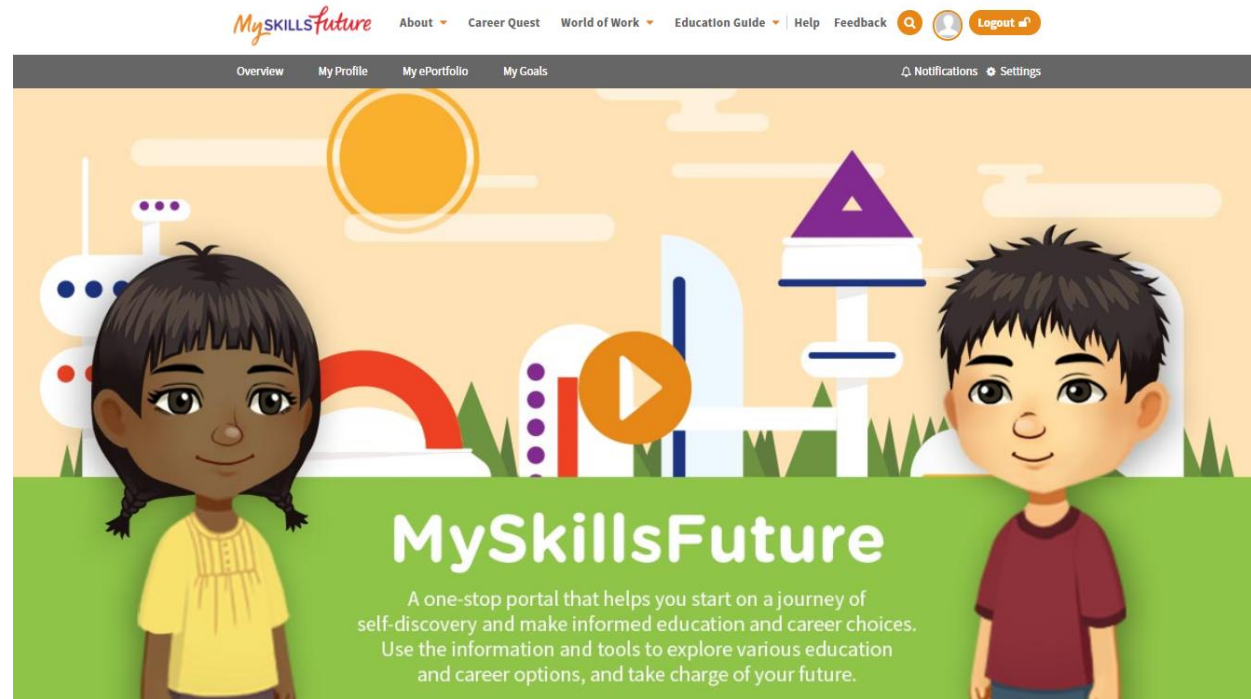 MySKILLSfuture About Career Quest World of Work Education Guide Help Feedback Logout
Overview My Profile My ePortfolio My Goals Notifications Settings
MySkillsFuture
A one-stop portal that helps you start on a journey of
self-discovery and make informed education and career choices.
Use the information and tools to explore various education
and career options, and take charge of your future.